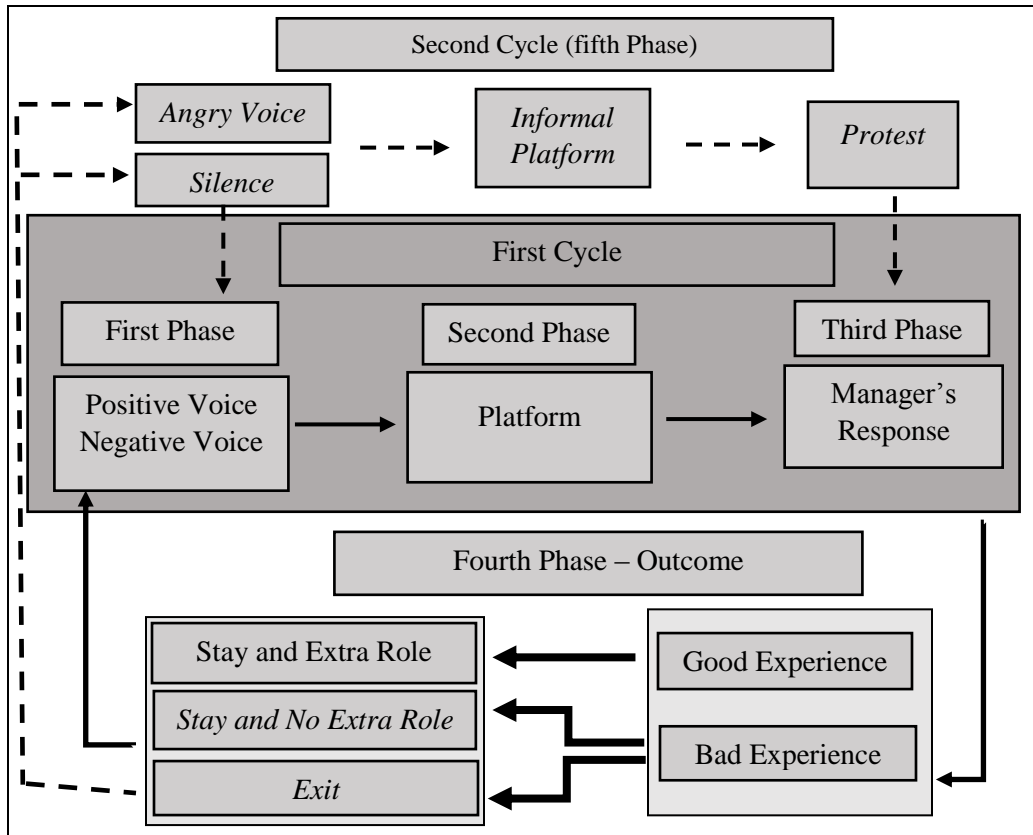 Second Cycle (fifth Phase)
Angry Voice
Silence
Informal
Platform
Protest
First Cycle
First Phase
Second Phase
Third Phase
Positive Voice
Negative Voice
Platform
Manager’s
Response
Fourth Phase – Outcome
Stay and Extra Role
Stay and No Extra Role
Exit
Good Experience
Bad Experience